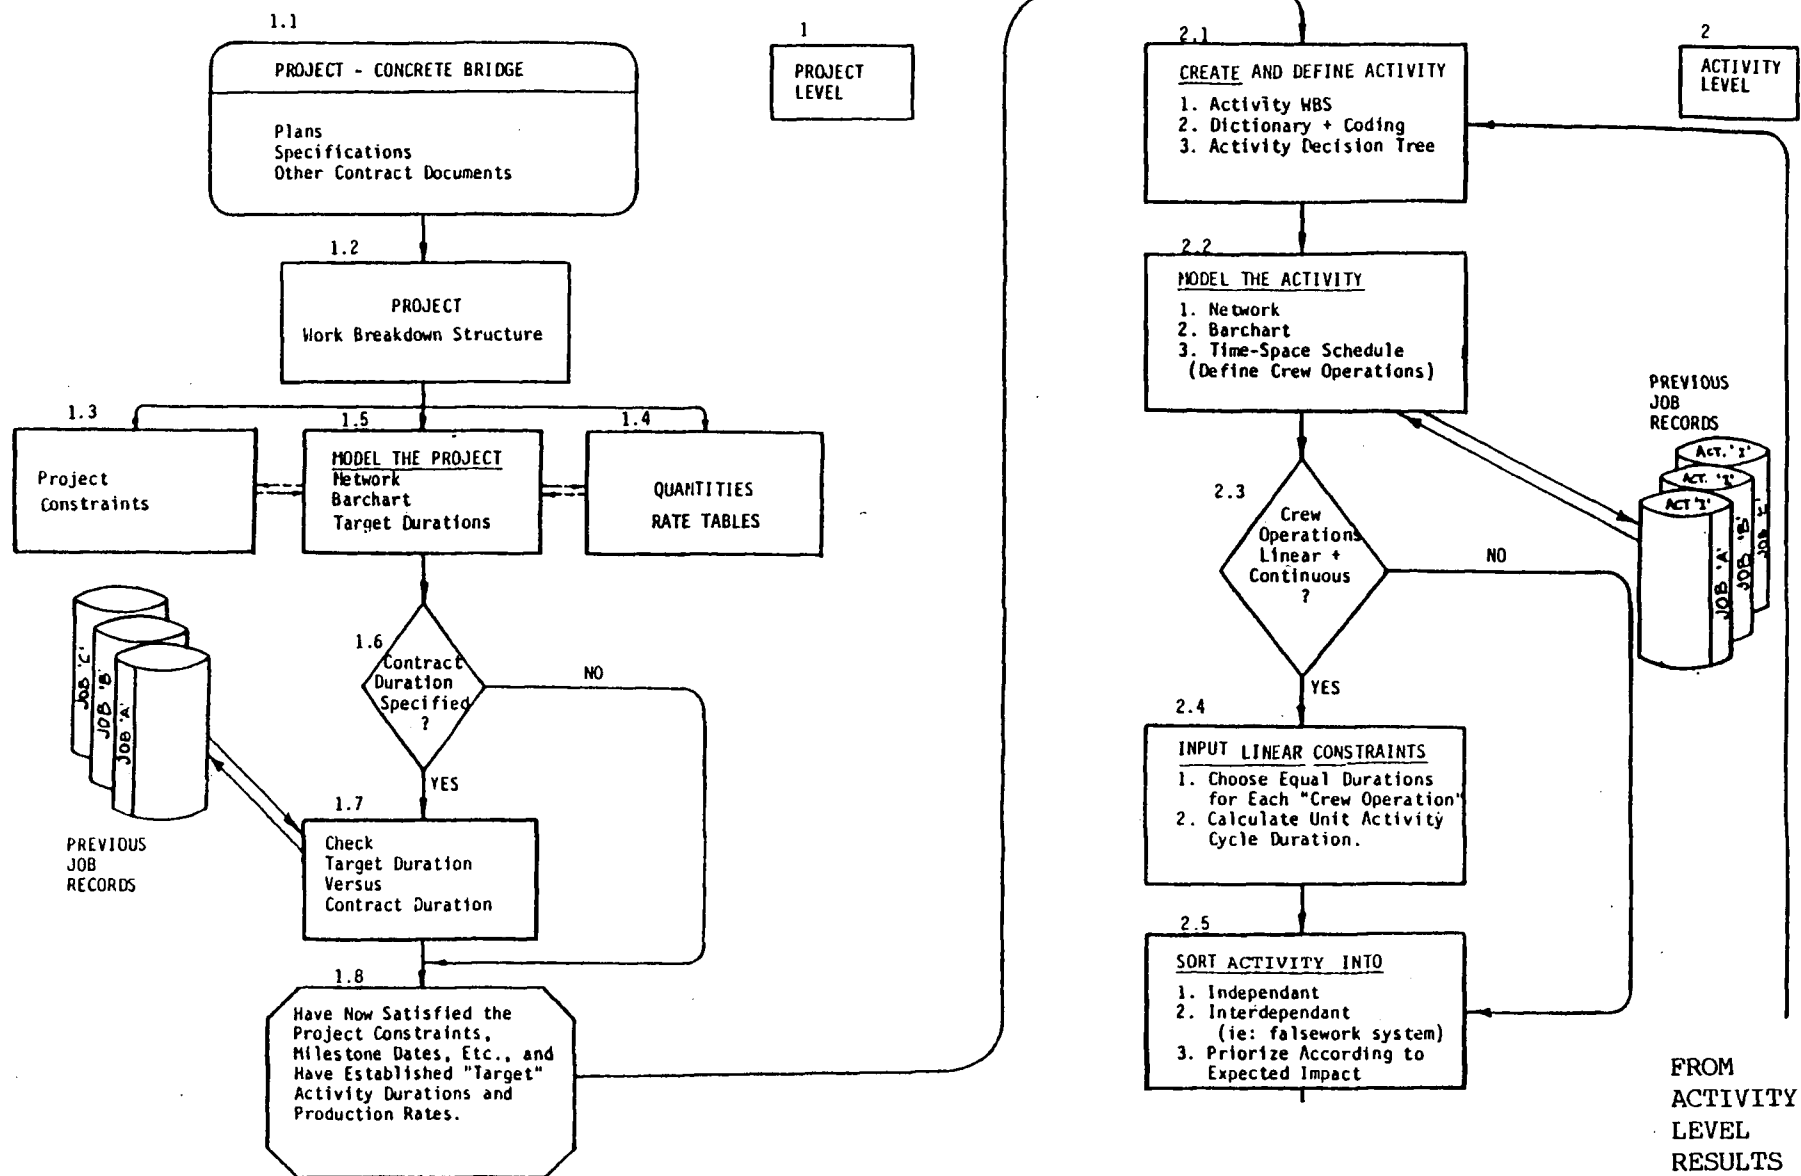 1.1
PROJECT - CONCRETE BRIDGE
Plans
Specifications
Other Contract Documents
1
PROJECT
LEVEL
1.2
PROJECT
Work Breakdown Structure
1.3
Project
Constraints
1.5
MODEL THE PROJECT
Network
Barchart
Target Durations
1.4
QUANTITIES
RATE TABLES
1.6
Contract
Duration
Specified
?
NO
YES
JOB 'C'
JOB 'B'
JOB 'A'
PREVIOUS
JOB
RECORDS
1.7
Check
Target Duration
Versus
Contract Duration
1.8
Have Now Satisfied the
Project Constraints,
Milestone Dates, Etc., and
Have Established "Target"
Activity Durations and
Production Rates.
2.1
CREATE AND DEFINE ACTIVITY
1. Activity WBS
2. Dictionary + Coding
3. Activity Decision Tree
2
ACTIVITY
LEVEL
2.2
MODEL THE ACTIVITY
1. Network
2. Barchart
3. Time-Space Schedule
(Define Crew Operations)
PREVIOUS
JOB
RECORDS
ACT. 'I'
ACT. 'I'
ACT 'I'
JOB 'A'
JOB 'B'
JOB
2.3
Crew
Operations
Linear +
Continuous
?
NO
YES
2.4
INPUT LINEAR CONSTRAINTS
1. Choose Equal Durations
for Each "Crew Operation"
2. Calculate Unit Activity
Cycle Duration.
2.5
SORT ACTIVITY INTO
1. Independant
2. Interdependant
(ie: falsework system)
3. Priorize According to
Expected Impact
FROM
ACTIVITY
LEVEL
RESULTS